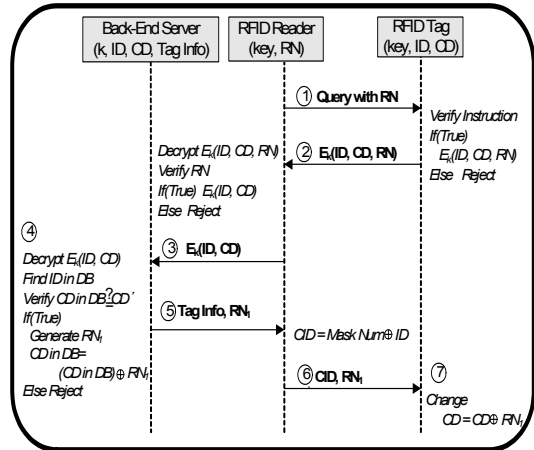 Back-End Server
(k, ID, CD, Tag Info)
RFID Reader
(key, RN)
RFID Tag
(key, ID, CD)
① Query with RN
Verify Instruction
If(True)
Eₖ(ID, CD, RN)
Else Reject
② Eₖ(ID, CD, RN)
Decrypt Eₖ(ID, CD, RN)
Verify RN
If(True) Eₖ(ID, CD)
Else Reject
③ Eₖ(ID, CD)
④
Decrypt Eₖ(ID, CD)
Find ID in DB
Verify CD in DB≟CD'
If(True)
Generate RN₁
CD in DB=
(CD in DB) ⊕ RN₁
Else Reject
⑤ Tag Info, RN₁
CID = Mask Num ⊕ ID
⑥ CID, RN₁
⑦
Change
CD = CD ⊕ RN₁